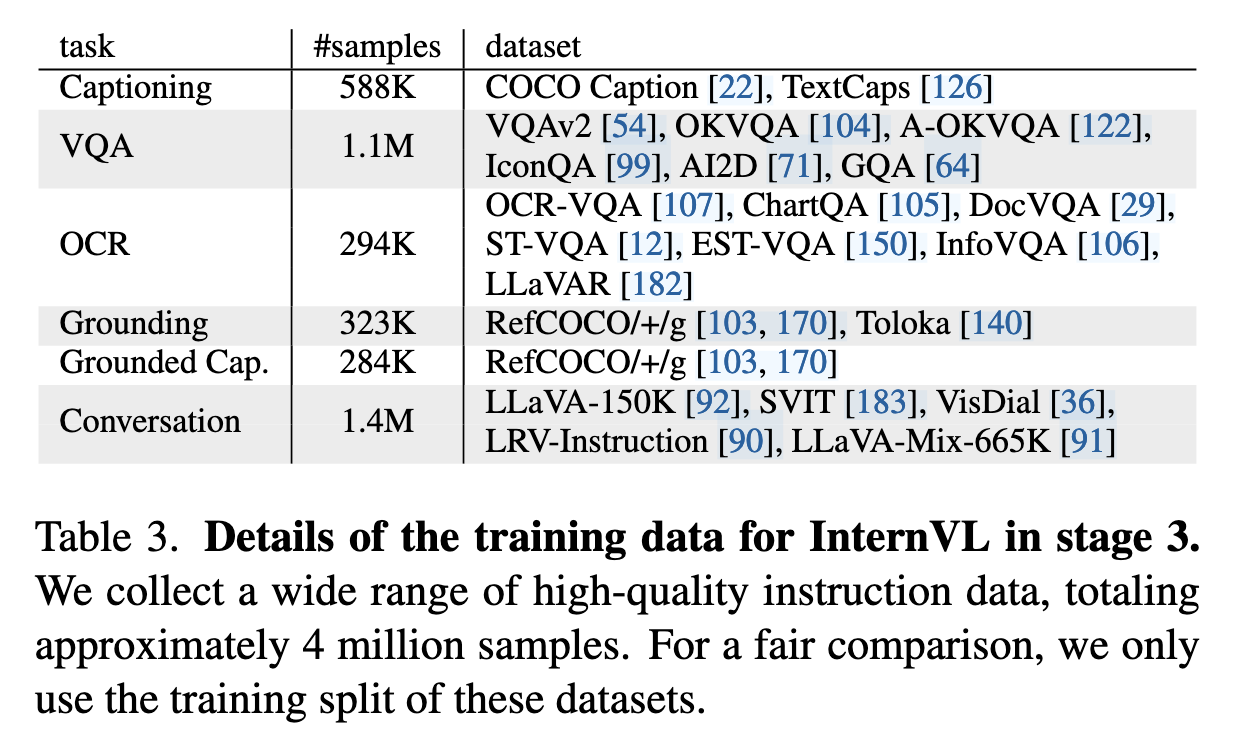 task #samples dataset
Captioning 588K COCO Caption [22], TextCaps [126]
VQA 1.1M VQAv2 [54], OKVQA [104], A-OKVQA [122],
IconQA [99], AI2D [71], GQA [64]
OCR 294K OCR-VQA [107], ChartQA [105], DocVQA [29],
ST-VQA [12], EST-VQA [150], InfoVQA [106],
LLaVAR [182]
Grounding 323K RefCOCO/+/g [103, 170], Toloka [140]
Grounded Cap. 284K RefCOCO/+/g [103, 170]
Conversation 1.4M LLaVA-150K [92], SVIT [183], VisDial [36],
LRV-Instruction [90], LLaVA-Mix-665K [91]
Table 3. Details of the training data for InternVL in stage 3.
We collect a wide range of high-quality instruction data, totaling
approximately 4 million samples. For a fair comparison, we only
use the training split of these datasets.